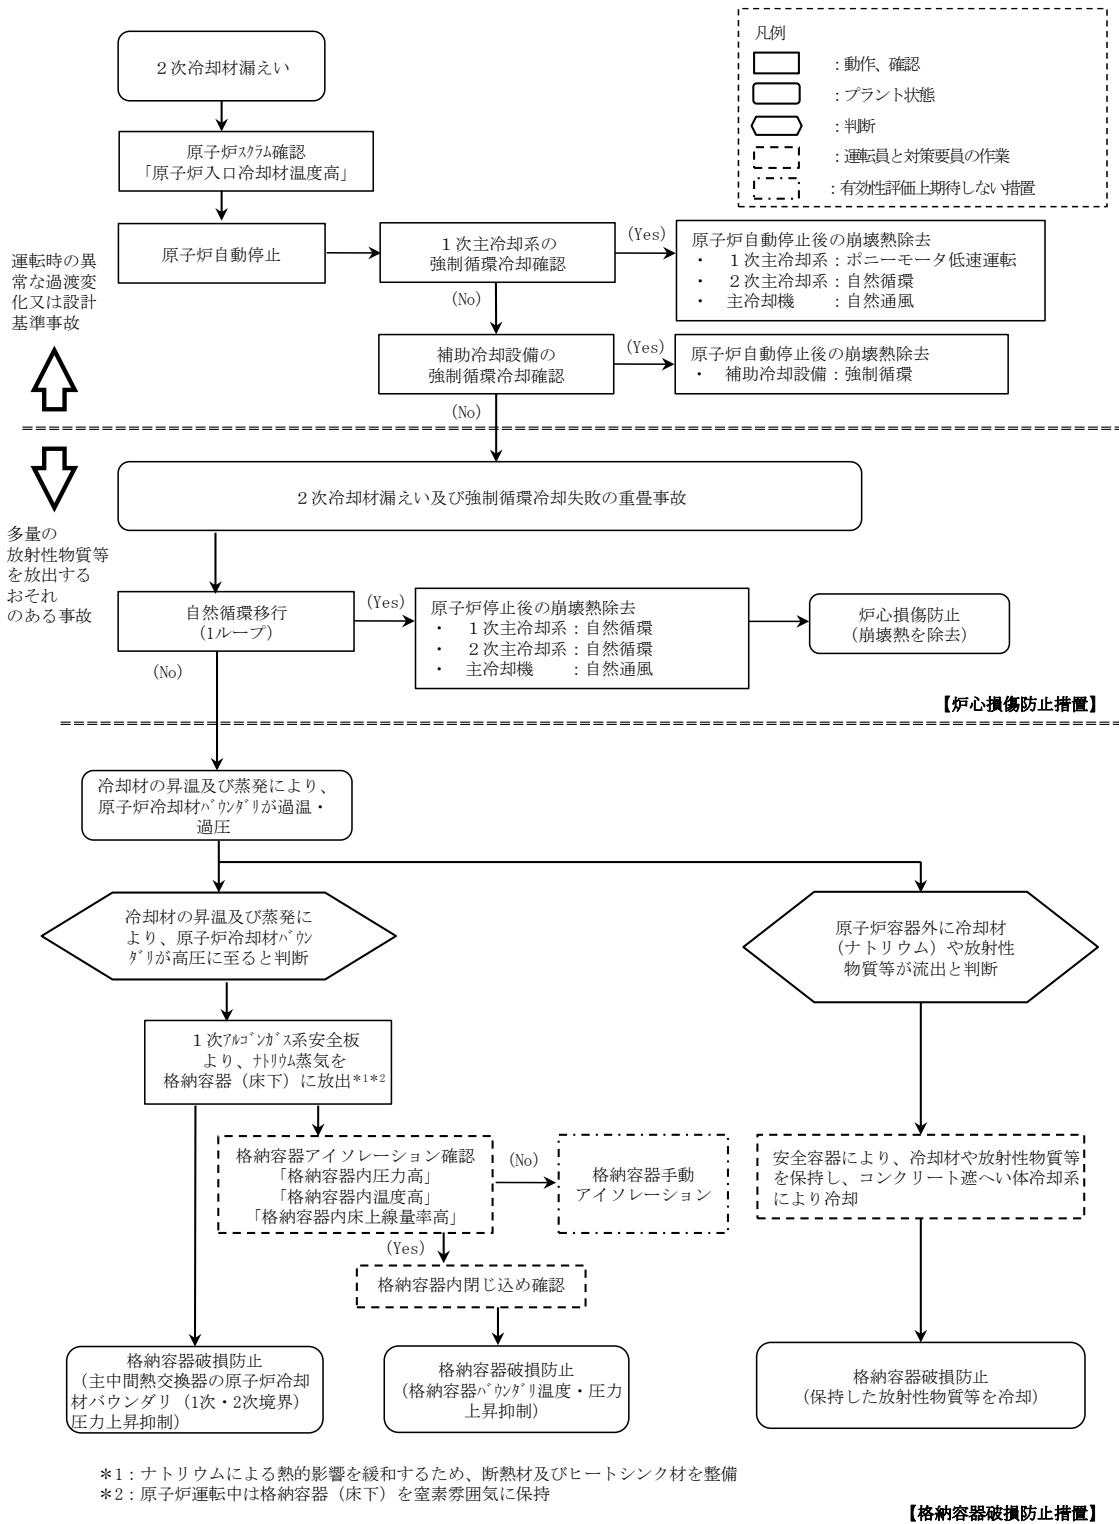 凡例
：動作、確認
：プラント状態
：判断
：運転員と対策要員の作業
：有効性評価上期待しない措置
２次冷却材漏えい
原子炉ｽｸﾗﾑ確認
「原子炉入口冷却材温度高」
原子炉自動停止
１次主冷却系の
強制循環冷却確認
(Yes)
原子炉自動停止後の崩壊熱除去
・　１次主冷却系：ポニーモータ低速運転
・　２次主冷却系：自然循環
・　主冷却機　　：自然通風
(No)
運転時の異
常な過渡変
化又は設計
基準事故
補助冷却設備の
強制循環冷却確認
(Yes)
原子炉自動停止後の崩壊熱除去
・　補助冷却設備：強制循環
(No)
２次冷却材漏えい及び強制循環冷却失敗の重畳事故
多量の
放射性物質等
を放出する
おそれ
のある事故
自然循環移行
(1ループ)
(Yes)
原子炉停止後の崩壊熱除去
・　１次主冷却系：自然循環
・　２次主冷却系：自然循環
・　主冷却機　　：自然通風
炉心損傷防止
(崩壊熱を除去)
(No)
【炉心損傷防止措置】
冷却材の昇温及び蒸発により、
原子炉冷却材ﾊﾞｳﾝﾀﾞﾘが過温・
過圧
冷却材の昇温及び蒸発に
より、原子炉冷却材ﾊﾞｳﾝ
ﾀﾞﾘが高圧に至ると判断
原子炉容器外に冷却材
（ナトリウム）や放射性
物質等が流出と判断
１次ｱﾙｺﾞﾝｶﾞｽ系安全板
より、ﾅﾄﾘｳﾑ蒸気を
格納容器（床下）に放出*1*2
格納容器アイソレーション確認
「格納容器内圧力高」
「格納容器内温度高」
「格納容器内床上線量率高」
(No)
格納容器手動
アイソレーション
安全容器により、冷却材や放射性物質等
を保持し、コンクリート遮へい体冷却系
により冷却
(Yes)
格納容器内閉じ込め確認
格納容器破損防止
（主中間熱交換器の原子炉冷却
材バウンダリ（1次・2次境界）
圧力上昇抑制）
格納容器破損防止
（格納容器ﾊﾞｳﾝﾀﾞﾘ温度・圧力
上昇抑制）
格納容器破損防止
(保持した放射性物質等を冷却)
＊1：ナトリウムによる熱的影響を緩和するため、断熱材及びヒートシンク材を整備
＊2：原子炉運転中は格納容器（床下）を窒素雰囲気に保持
【格納容器破損防止措置】